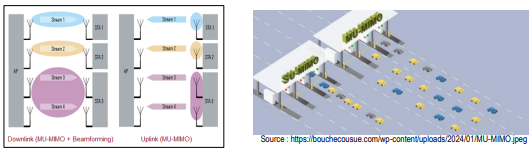 Stream 1
Stream 2
Stream 3
Stream 4
AP
STA 1
STA 2
STA 3
Downlink (MU-MIMO + Beamforming)
Stream 1
Stream 2
Stream 3
Stream 4
AP
STA 1
STA 2
STA 3
Uplink (MU-MIMO)
SU-MIMO
MU-MIMO
Source : https://bouchecousue.com/wp-content/uploads/2024/01/MU-MIMO.jpeg